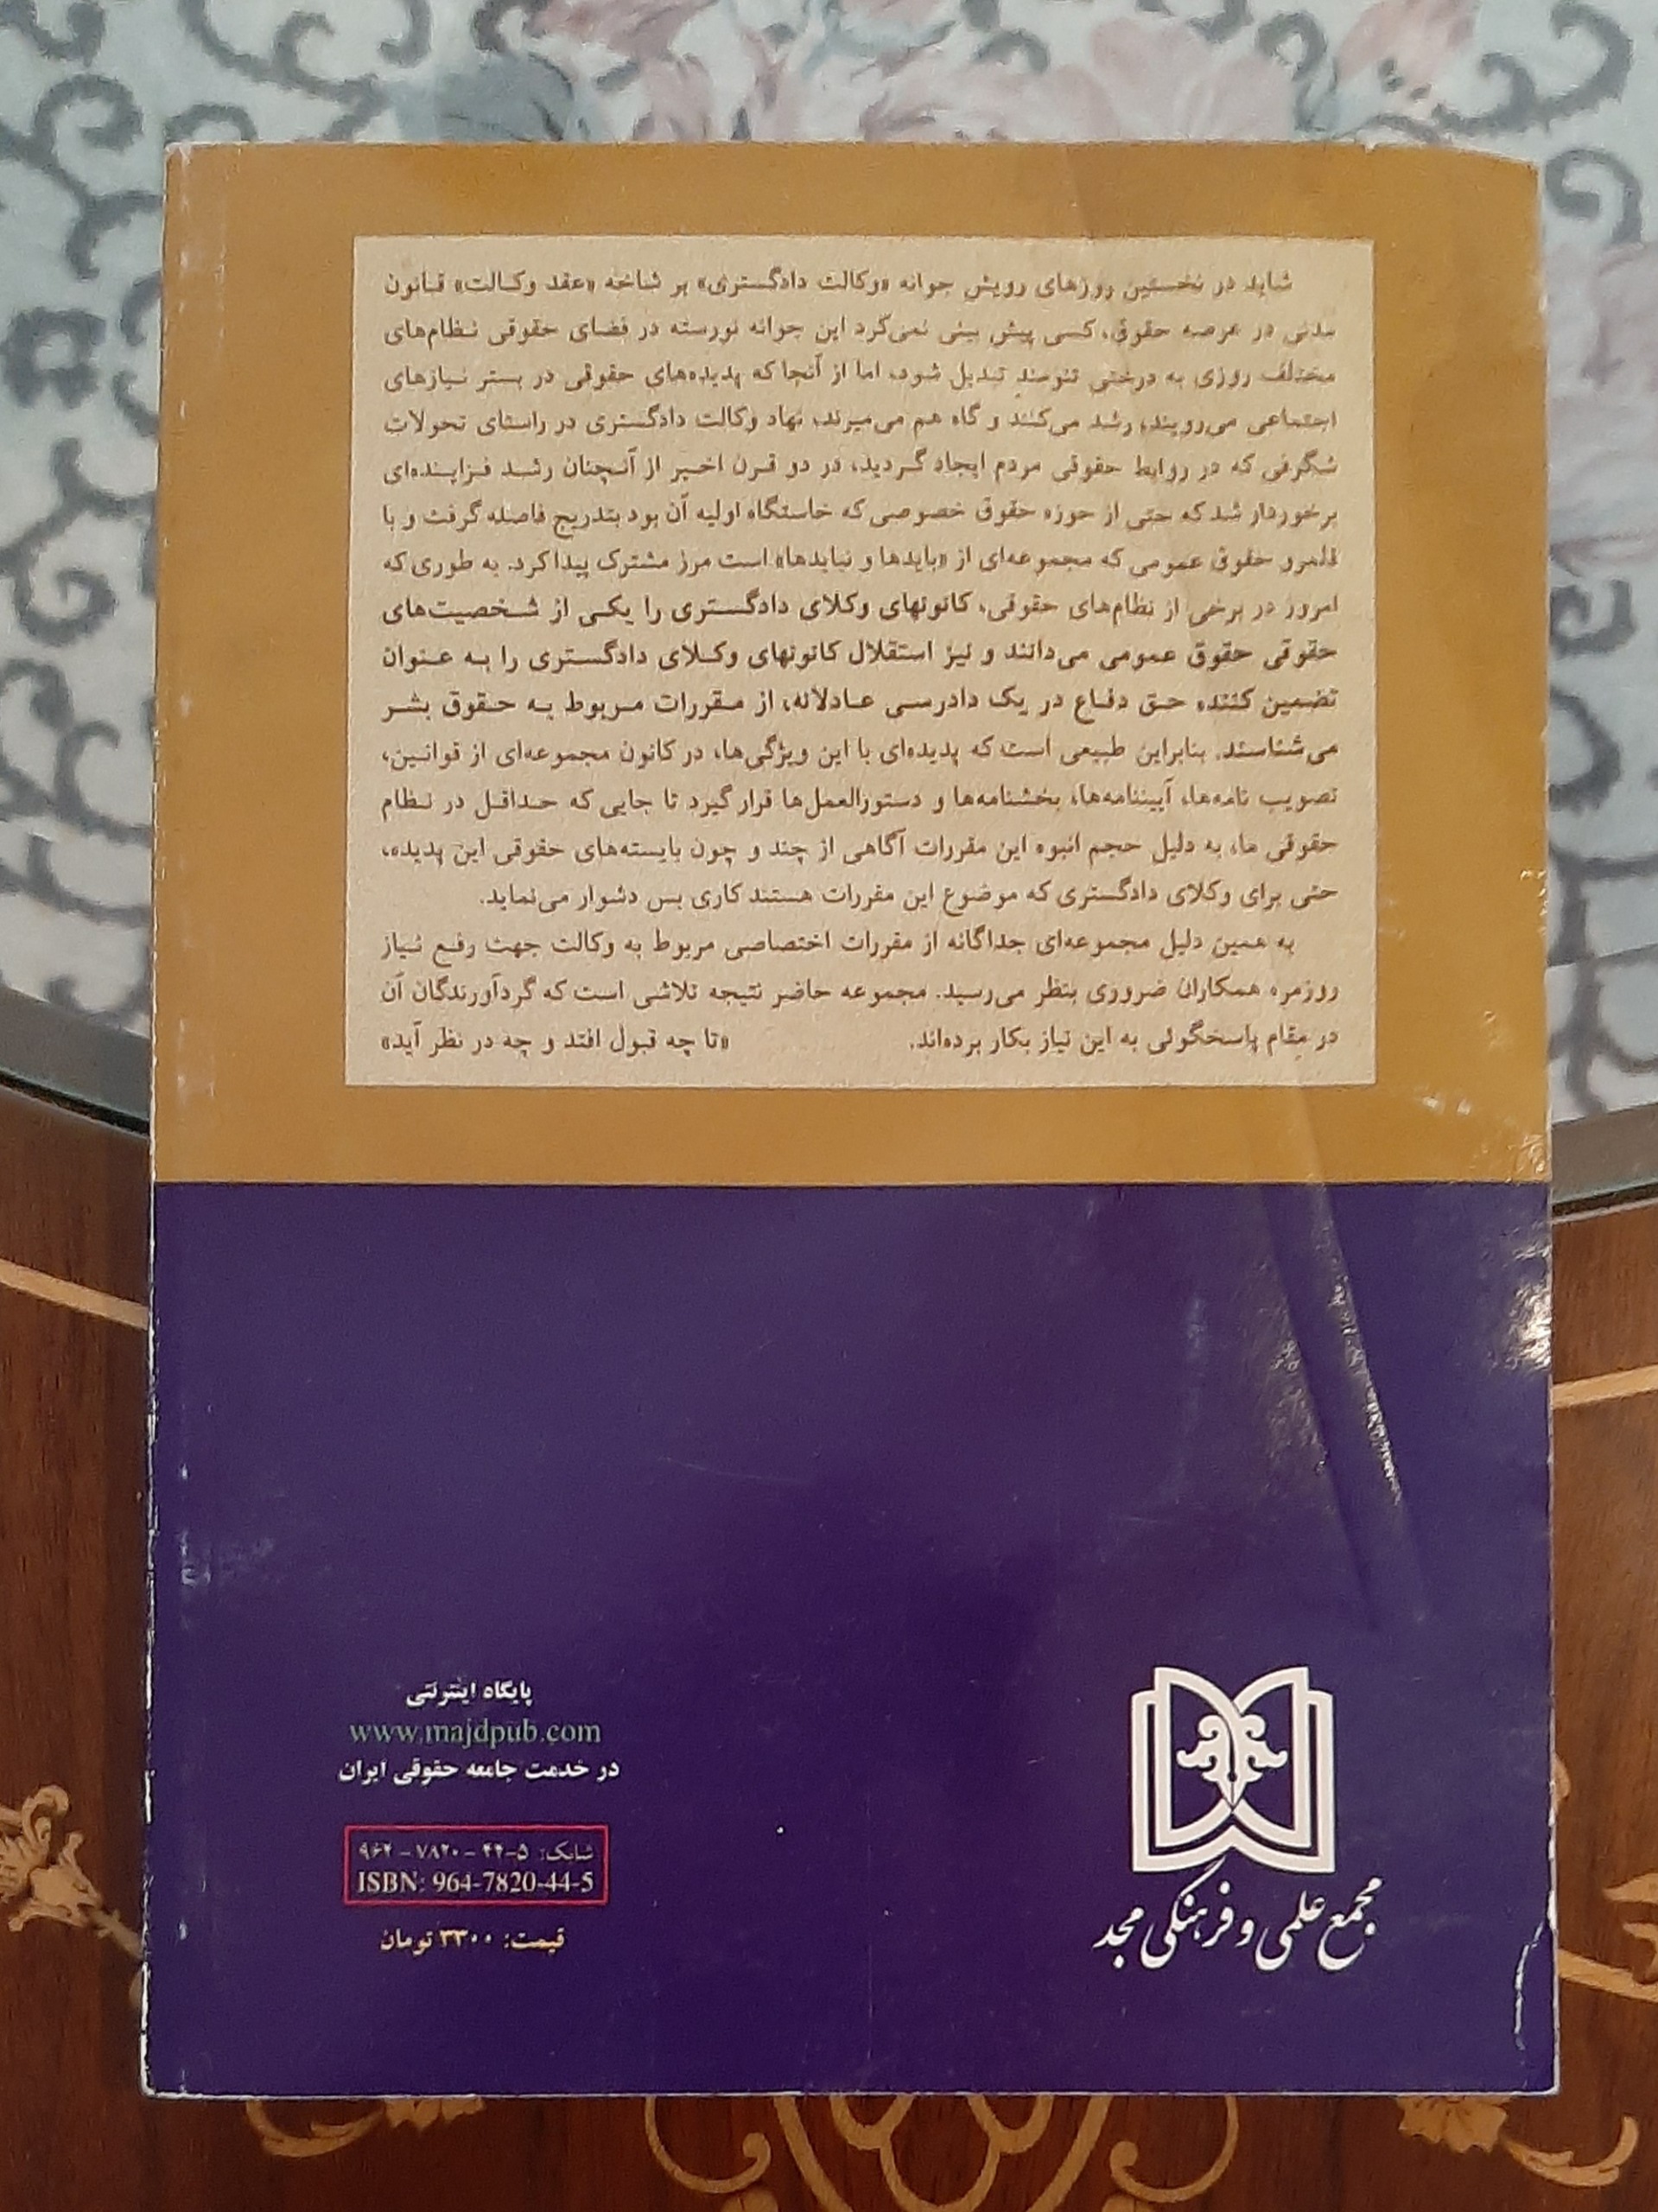 شاید در نخستین روزهای رویش جوانه «وکالت دادگستری» بر شاخه «عقد وکالت» قانون
مدنی در عرصه حقوق، کسی پیش بینی نمی‌کرد این جوانه نورسته در فضای حقوقی نظام‌های
مختلف روزی به درختی تنومند تبدیل شود، اما از آنجا که پدیده‌های حقوقی در بستر نیازهای
اجتماعی می‌رویند، رشد می‌کنند و گاه هم می‌میرند، نهاد وکالت دادگستری در راستای تحولات
شگرفی که در روابط حقوقی مردم ایجاد گردید، در دو قرن اخیر از آنچنان رشد فزاینده‌ای
برخوردار شد که حتی از حوزه حقوق خصوصی که خاستگاه اولیه آن بود بتدریج فاصله گرفت و با
قلمرو حقوق عمومی که مجموعه‌ای از «بایدها و نبایدها» است مرز مشترک پیدا کرد. به طوری که
امروز در برخی از نظام‌های حقوقی، کانونهای وکلای دادگستری را یکی از شخصیت‌های
حقوقی حقوق عمومی می‌دانند و نیز استقلال کانونهای وکلای دادگستری را به عنوان
تضمین کننده حق دفاع در یک دادرسی عادلانه، از مقررات مربوط به حقوق بشر
می‌شناسند. بنابراین طبیعی است که پدیده‌ای با این ویژگی‌ها، در کانون مجموعه‌ای از قوانین،
تصویب نامه‌ها، آییننامه‌ها، بخشنامه‌ها و دستورالعمل‌ها قرار گیرد تا جایی که حداقل در نظام
حقوقی ما، به دلیل حجم انبوه این مقررات آگاهی از چند و چون بایسته‌های حقوقی این پدیده،
حتی برای وکلای دادگستری که موضوع این مقررات هستند کاری بس دشوار می‌نماید.
به همین دلیل مجموعه‌ای جداگانه از مقررات اختصاصی مربوط به وکالت جهت رفع نیاز
روزمره همکاران ضروری بنظر می‌رسید. مجموعه حاضر نتیجه تلاشی است که گردآورندگان آن
در مقام پاسخگوئی به این نیاز بکار برده‌اند. «تا چه قبول افتد و چه در نظر آید»
پایگاه اینترنتی
www.majdpub.com
در خدمت جامعه حقوقی ایران
شابک: ۵-۴۴ - ۷۸۲۰ - ۹۶۴
ISBN: 964-7820-44-5
قیمت: ۳۳۰۰ تومان
مجمع علمی و فرهنگی مجد